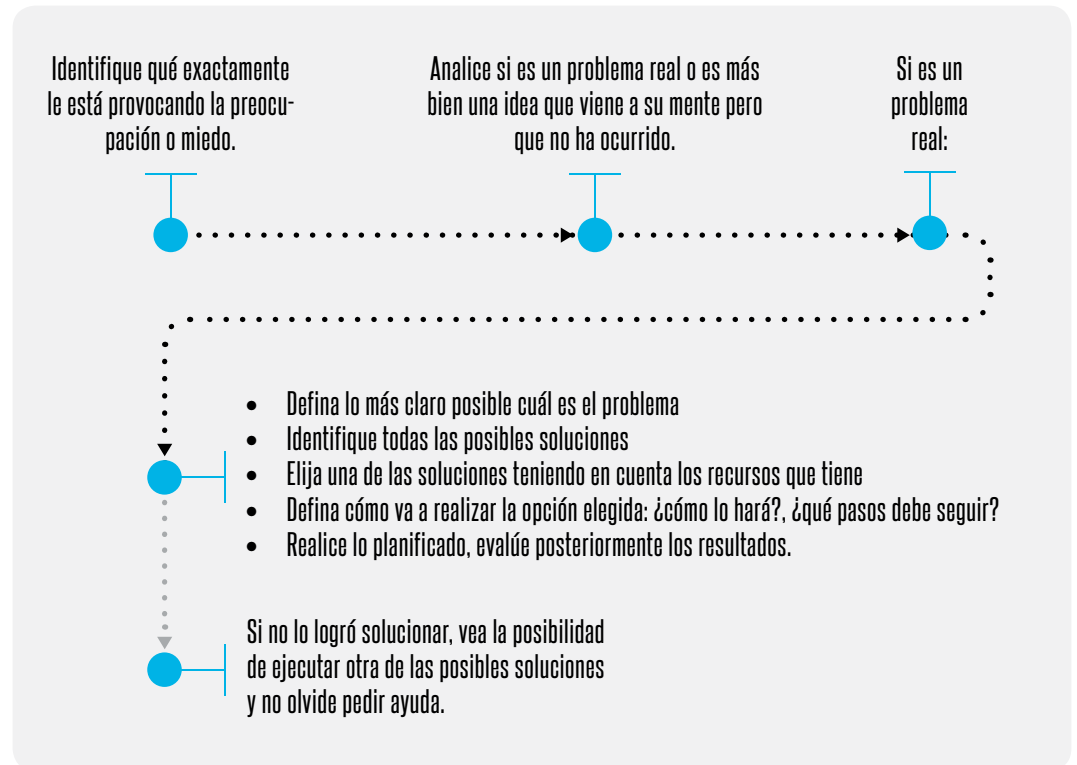 Identifique qué exactamente
le está provocando la preocu-
pación o miedo.
Analice si es un problema real o es más
bien una idea que viene a su mente pero
que no ha ocurrido.
Si es un
problema
real:
• Defina lo más claro posible cuál es el problema
• Identifique todas las posibles soluciones
• Elija una de las soluciones teniendo en cuenta los recursos que tiene
• Defina cómo va a realizar la opción elegida: ¿cómo lo hará?, ¿qué pasos debe seguir?
• Realice lo planificado, evalúe posteriormente los resultados.
Si no lo logró solucionar, vea la posibilidad
de ejecutar otra de las posibles soluciones
y no olvide pedir ayuda.